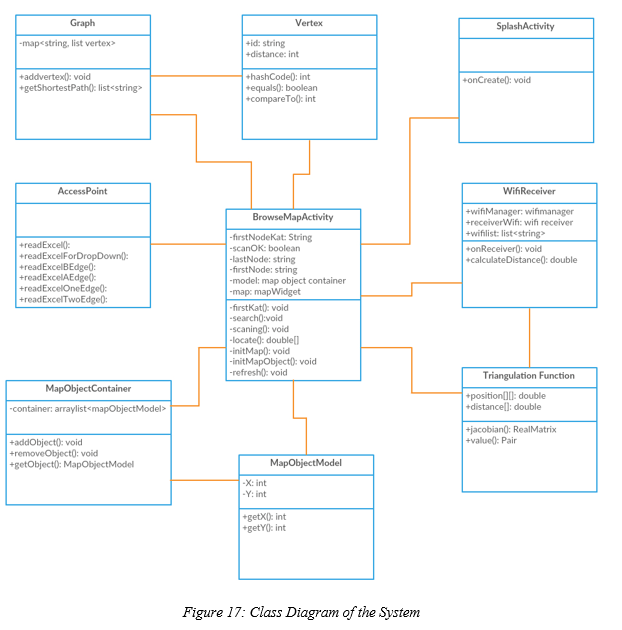 Graph
-map<string, list vertex>
+addvertex(): void
+getShortestPath(): list<string>
Vertex
+id: string
+distance: int
+hashCode(): int
+equals(): boolean
+compareTo(): int
SplashActivity
+onCreate(): void
AccessPoint
+readExcel():
+readExcelForDropDown():
+readExcelBEdge():
+readExcelAEdge():
+readExcelOneEdge():
+readExcelTwoEdge():
BrowseMapActivity
-firstNodeKat: String
-scanOK: boolean
-lastNode: string
-firstNode: string
-model: map object container
-map: mapWidget
-firstKat(): void
-search():void
-scaning(): void
-locate(): double[]
-initMap(): void
-initMapObject(): void
-refresh(): void
WifiReceiver
+wifiManager: wifimanager
+receiverWifi: wifi receiver
+wifilist: list<string>
+onReceiver(): void
+calculateDistance(): double
MapObjectContainer
-container: arraylist<mapObjectModel>
+addObject(): void
+removeObject(): void
+getObject(): MapObjectModel
Triangulation Function
+position[][]: double
+distance[]: double
+jacobian(): RealMatrix
+value(): Pair
MapObjectModel
-X: int
-Y: int
+getX(): int
+getY(): int
Figure 17: Class Diagram of the System